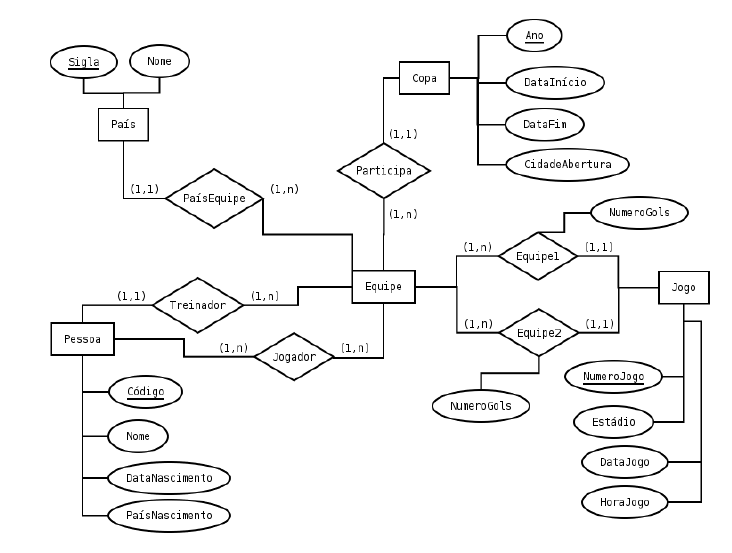 Ano
Sigla
Nome
Copa
DataInício
País
DataFim
(1,1)
CidadeAbertura
Participa
(1,1)
PaísEquipe
(1,n)
(1,n)
NumeroGols
(1,n)
Equipe1
(1,1)
Equipe
Jogo
(1,1)
Treinador
(1,n)
(1,n)
Equipe2
(1,1)
Pessoa
(1,n)
Jogador
(1,n)
NumeroJogo
Código
NumeroGols
Estádio
Nome
DataJogo
DataNascimento
HoraJogo
PaísNascimento